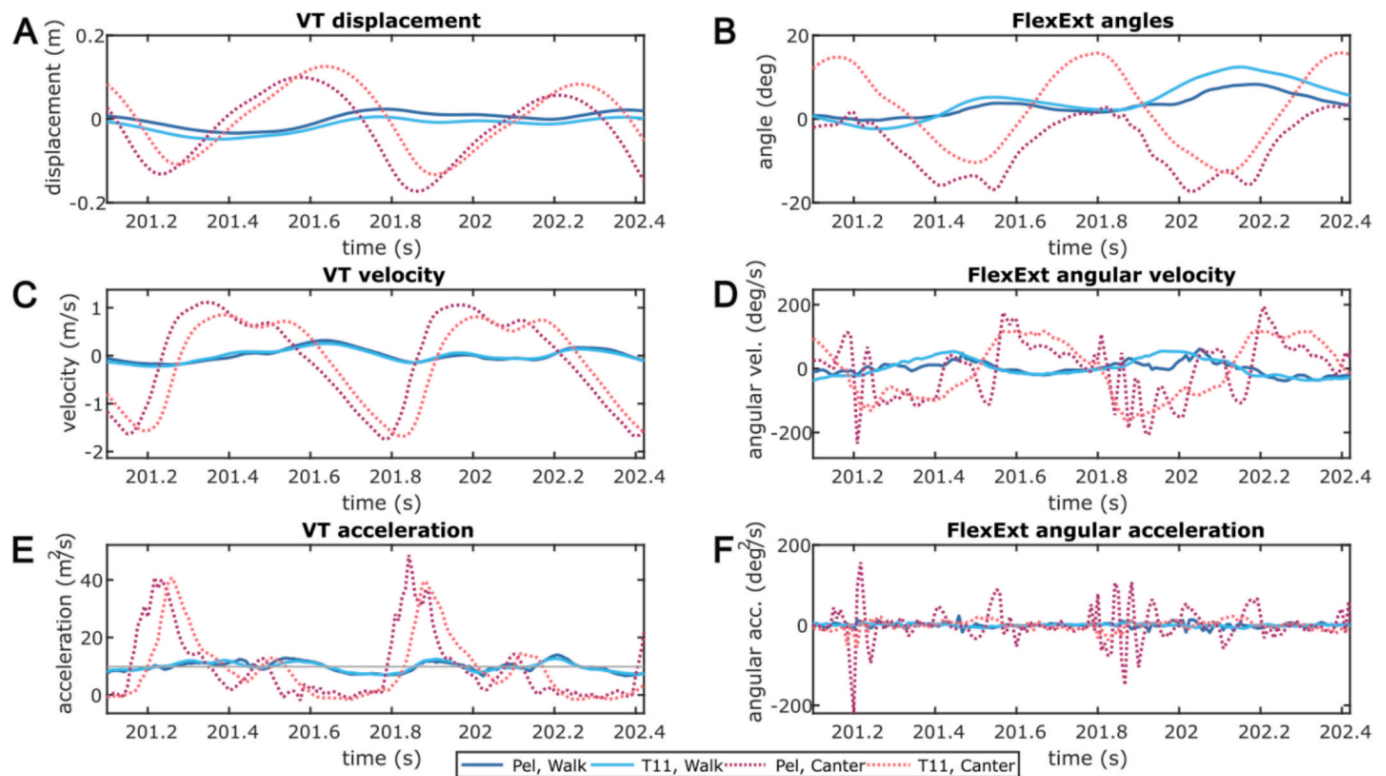 A
VT displacement
displacement (m)
0.2
0
-0.2
201.2 201.4 201.6 201.8 202 202.2 202.4
time (s)
B
FlexExt angles
angle (deg)
20
0
-20
201.2 201.4 201.6 201.8 202 202.2 202.4
time (s)
C
VT velocity
velocity (m/s)
1
0
-1
-2
201.2 201.4 201.6 201.8 202 202.2 202.4
time (s)
D
FlexExt angular velocity
angular vel. (deg/s)
200
0
-200
201.2 201.4 201.6 201.8 202 202.2 202.4
time (s)
E
VT acceleration
acceleration (m²/s)
40
20
0
201.2 201.4 201.6 201.8 202 202.2 202.4
time (s)
F
FlexExt angular acceleration
angular acc. (deg²/s)
200
0
-200
201.2 201.4 201.6 201.8 202 202.2 202.4
time (s)
Pel, Walk T11, Walk Pel, Canter T11, Canter